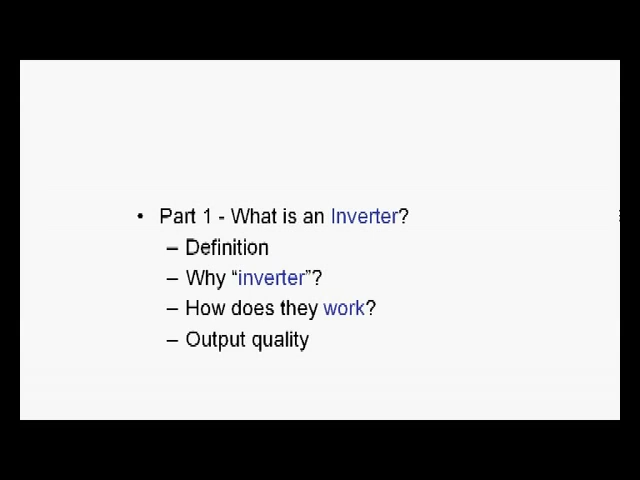 • Part 1 - What is an Inverter?
– Definition
– Why “inverter”?
– How does they work?
– Output quality